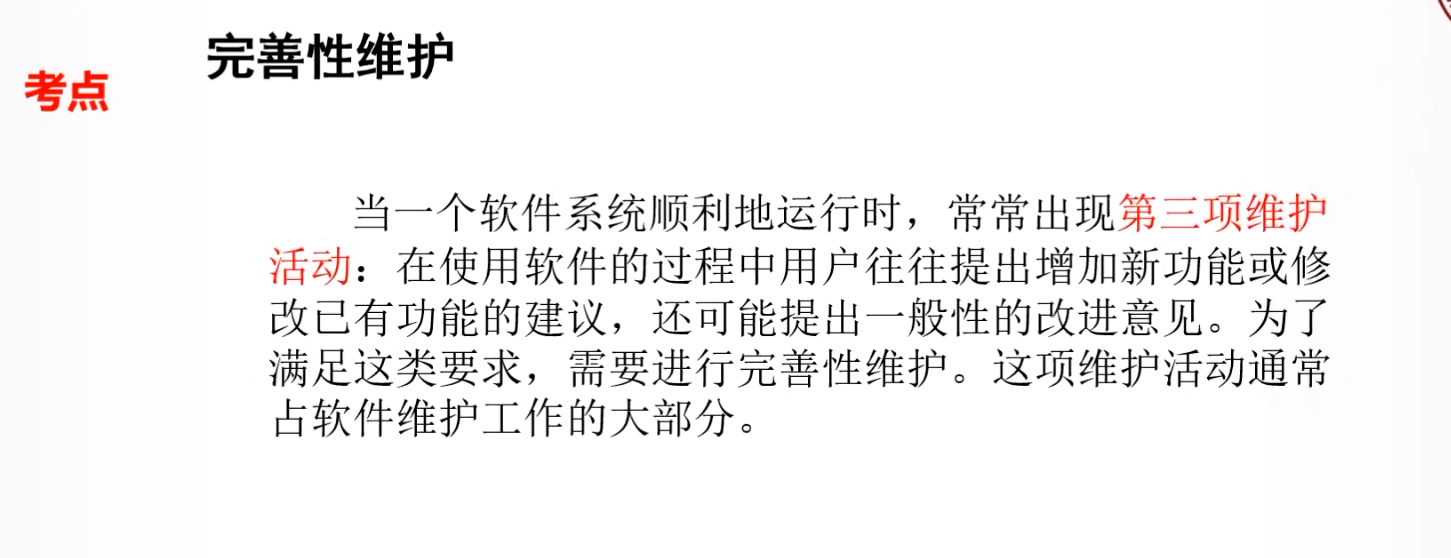 完善性维护
考点
当一个软件系统顺利地运行时，常常出现第三项维护
活动：在使用软件的过程中用户往往提出增加新功能或修
改已有功能的建议，还可能提出一般性的改进意见。为了
满足这类要求，需要进行完善性维护。这项维护活动通常
占软件维护工作的大部分。